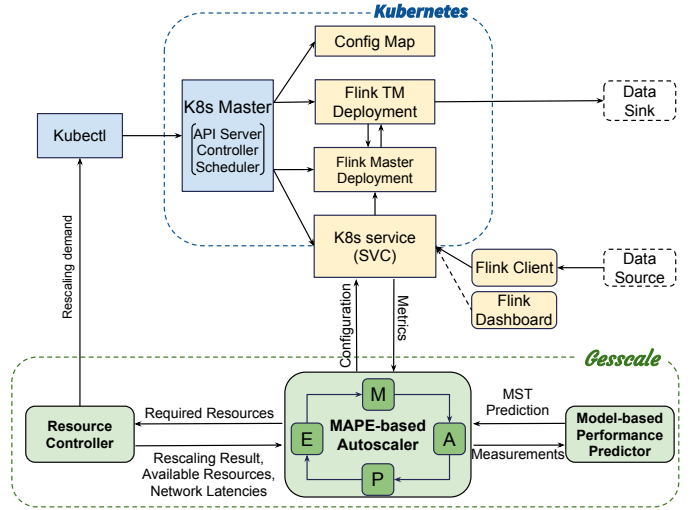 Kubernetes
Config Map
K8s Master
API Server
Controller
Scheduler
Flink TM
Deployment
Data
Sink
Kubectl
Flink Master
Deployment
K8s service
(SVC)
Flink Client
Data
Source
Flink
Dashboard
Rescaling demand
Configuration
Metrics
Gesscale
Resource
Controller
Required Resources
Rescaling Result,
Available Resources,
Network Latencies
MAPE-based
Autoscaler
M
A
P
E
MST
Prediction
Measurements
Model-based
Performance
Predictor